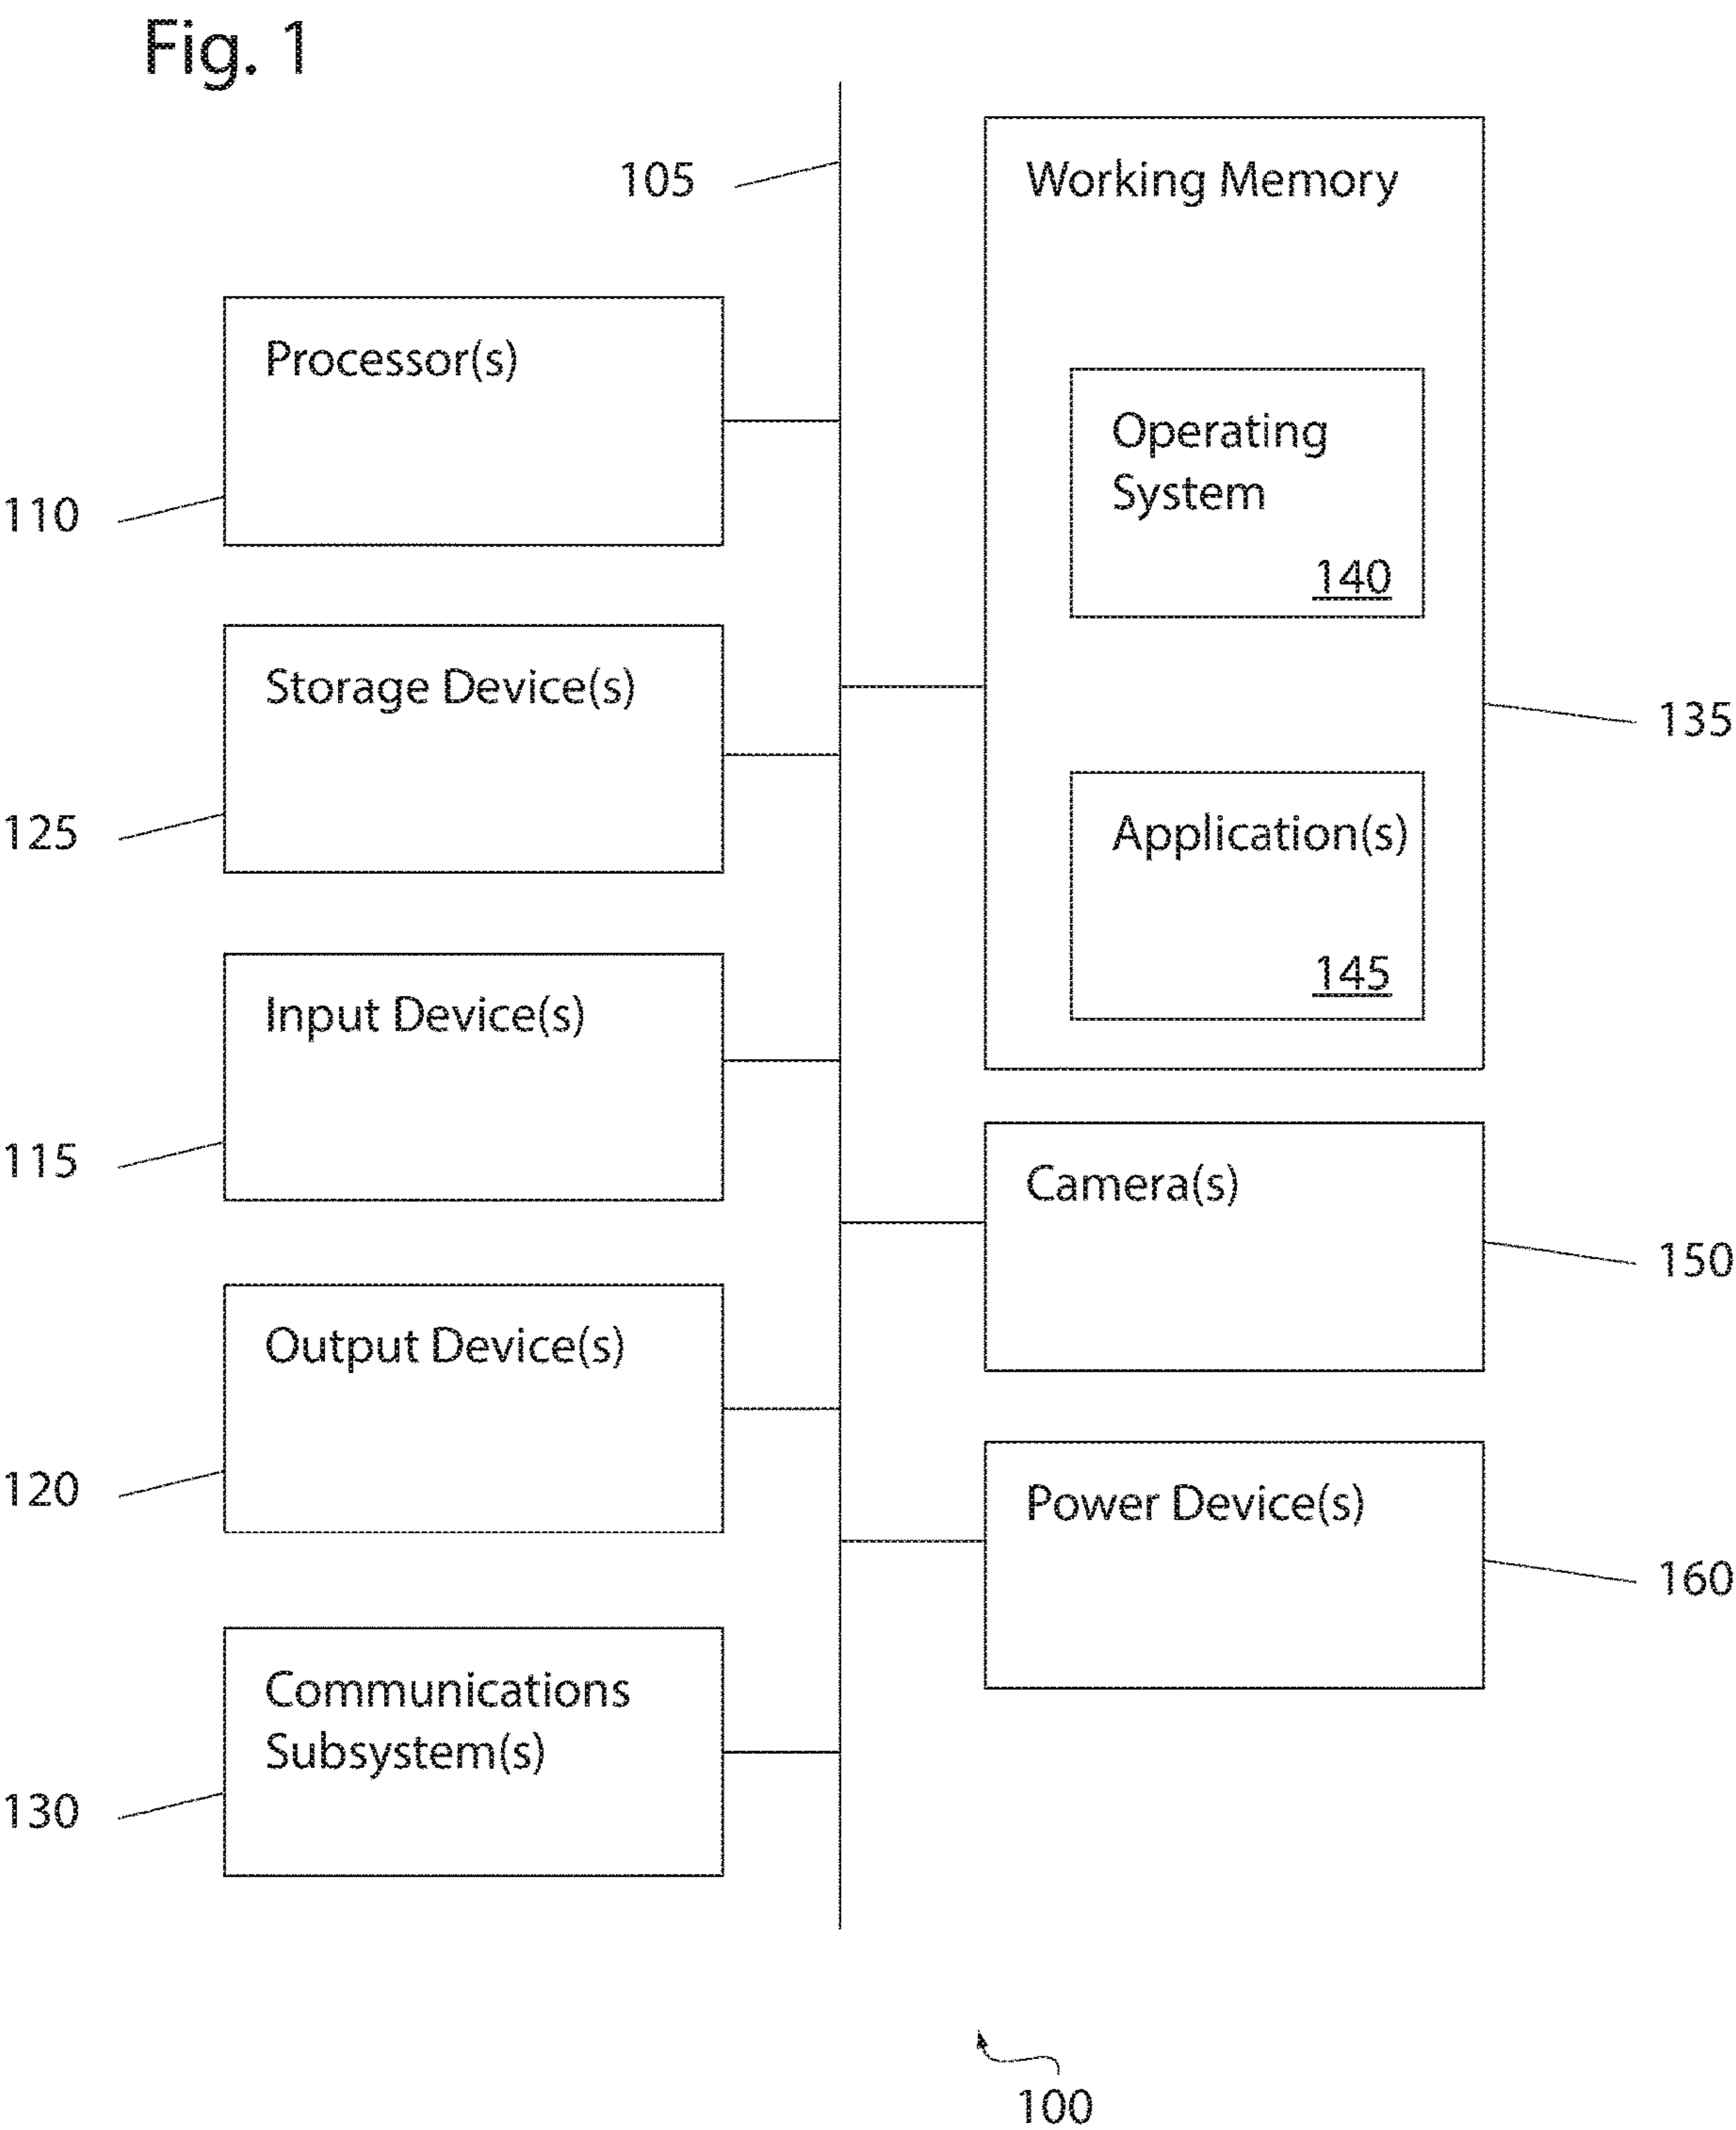 Fig. 1
105
Working Memory
Processor(s)
110
Operating
System
140
Storage Device(s)
125
135
Application(s)
145
Input Device(s)
115
Camera(s)
150
Output Device(s)
120
Power Device(s)
160
Communications
Subsystem(s)
130
100